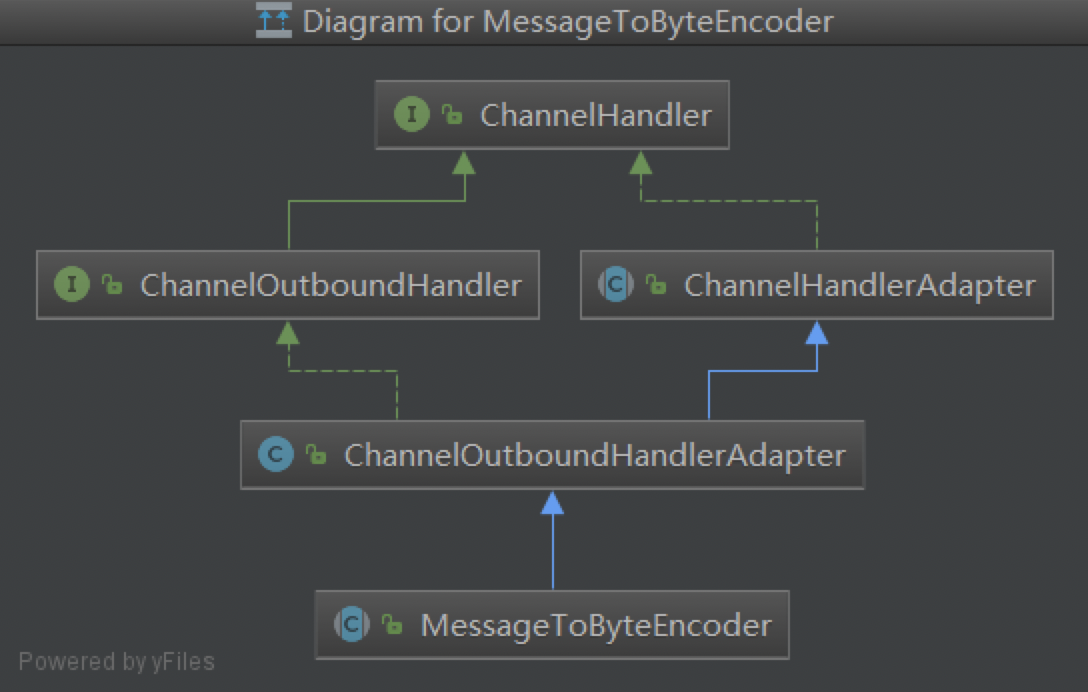 Diagram for MessageToByteEncoder
I ChannelHandler
I ChannelOutboundHandler
C ChannelHandlerAdapter
C ChannelOutboundHandlerAdapter
C MessageToByteEncoder
Powered by yFiles